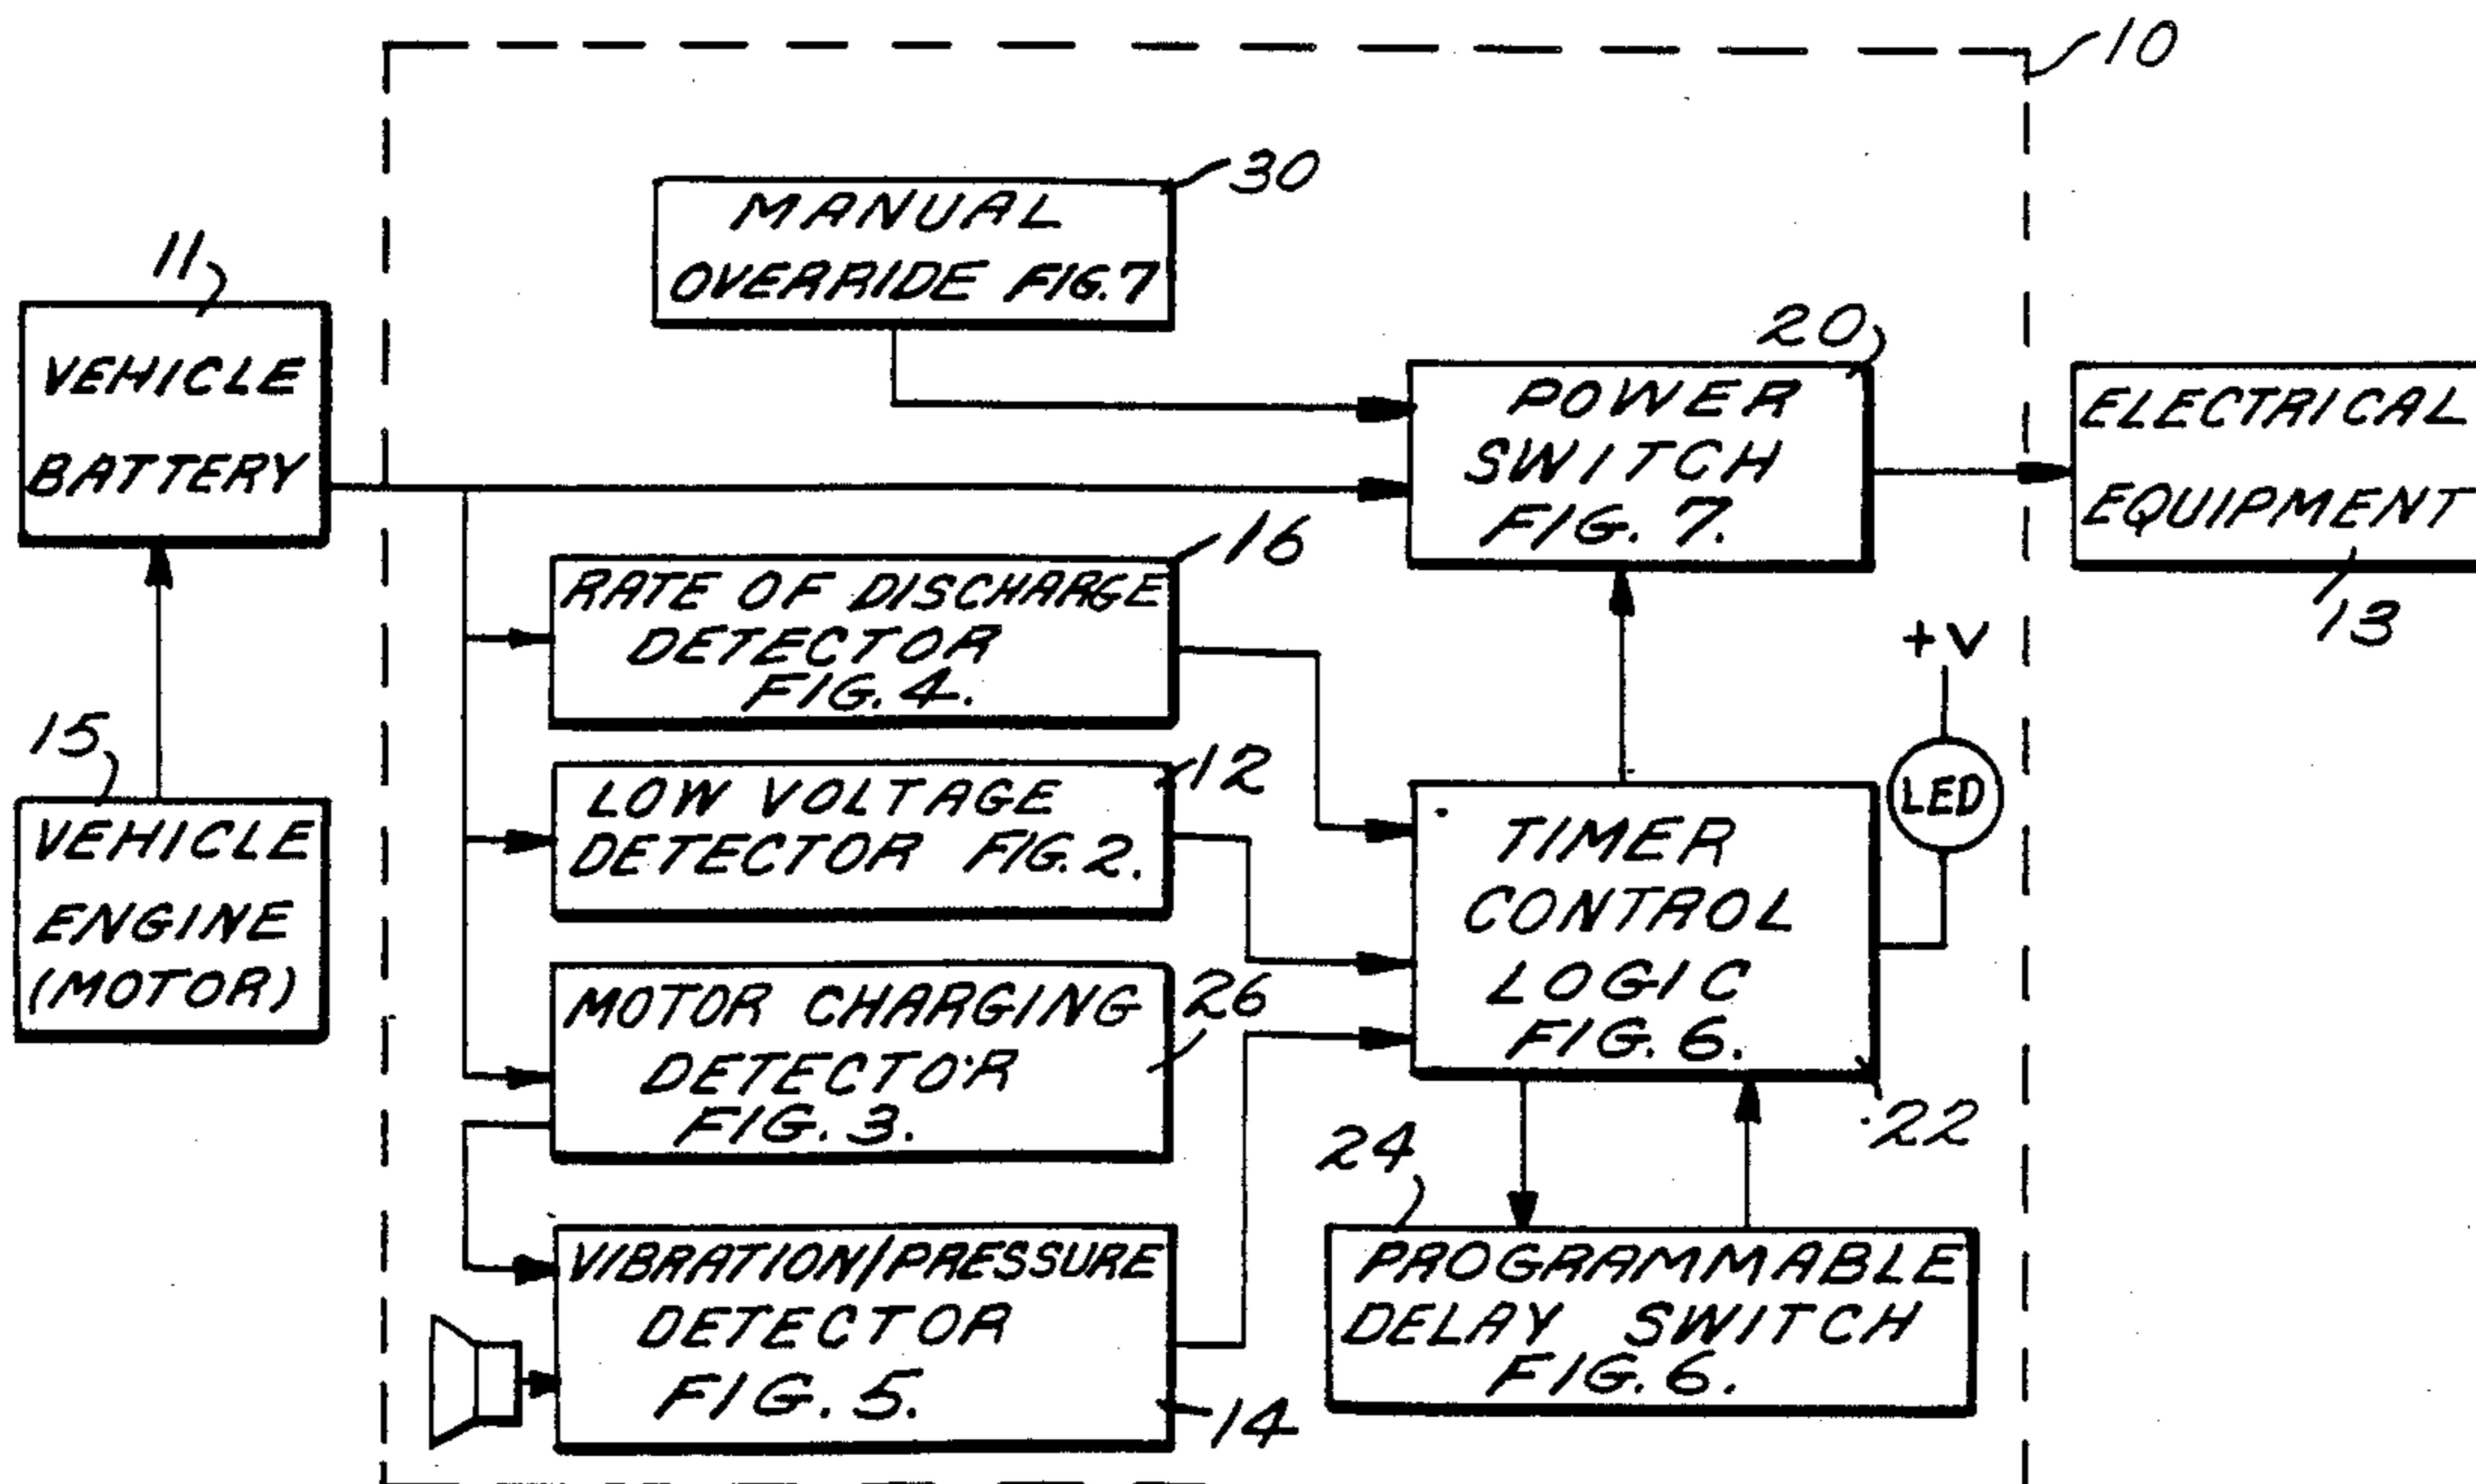 10
MANUAL
OVERRIDE FIG. 7
30
11
VEHICLE
BATTERY
20
POWER
SWITCH
FIG. 7.
ELECTRICAL
EQUIPMENT
13
16
RATE OF DISCHARGE
DETECTOR
FIG. 4.
+V
LED
15
VEHICLE
ENGINE
(MOTOR)
12
LOW VOLTAGE
DETECTOR FIG. 2.
TIMER
CONTROL
LOGIC
FIG. 6.
22
26
MOTOR CHARGING
DETECTOR
FIG. 3.
24
PROGRAMMABLE
DELAY SWITCH
FIG. 6.
VIBRATION/PRESSURE
DETECTOR
FIG. 5.
14